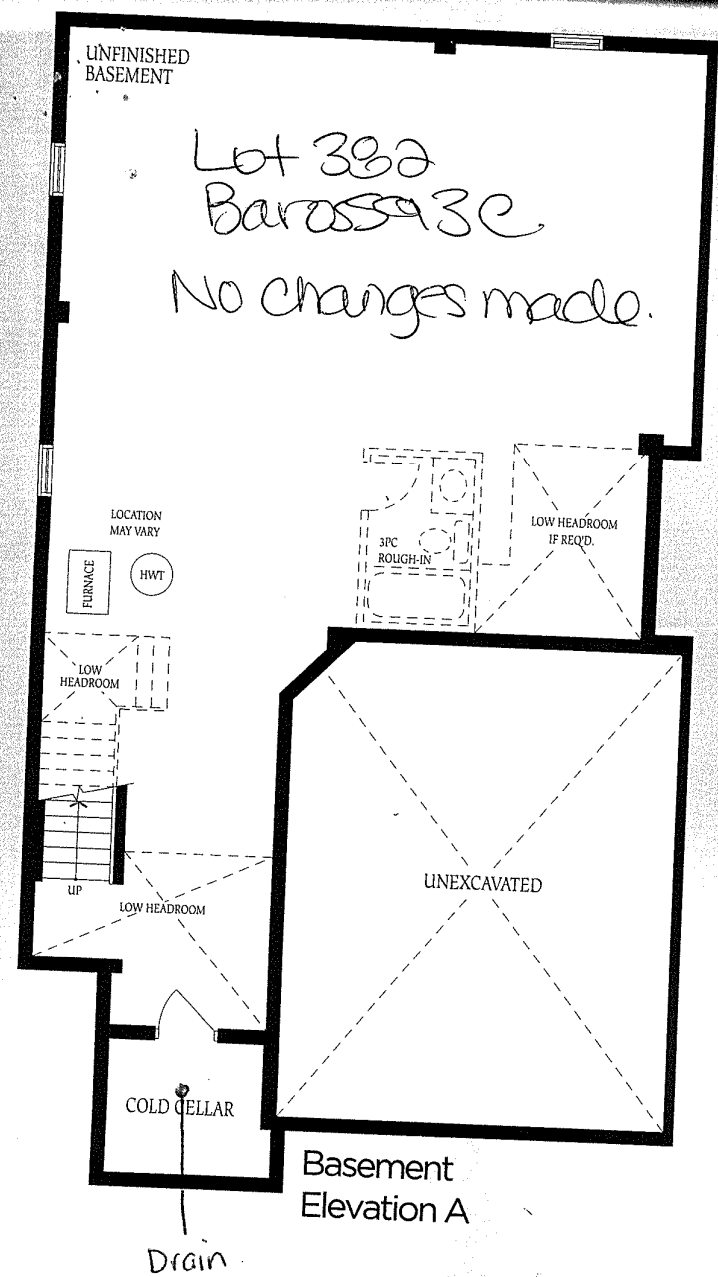 UNFINISHED
BASEMENT
Lot 382
Barossa 3C
No changes made.
LOCATION
MAY VARY
FURNACE
HWT
3PC
ROUGH-IN
LOW HEADROOM
IF REQ'D.
LOW
HEADROOM
UP
LOW HEADROOM
UNEXCAVATED
COLD CELLAR
Basement
Elevation A
Drain